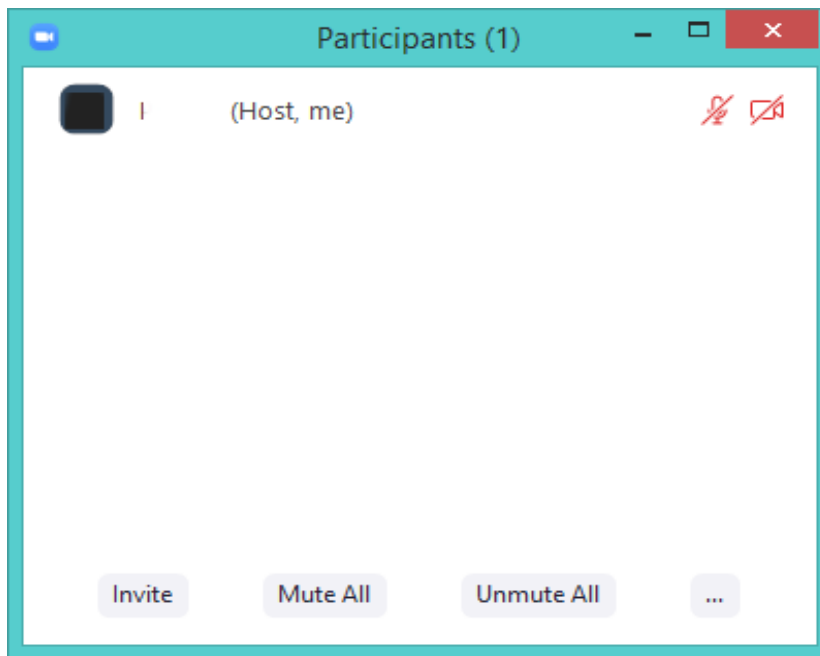 Participants (1)
(Host, me)
Invite Mute All Unmute All ...